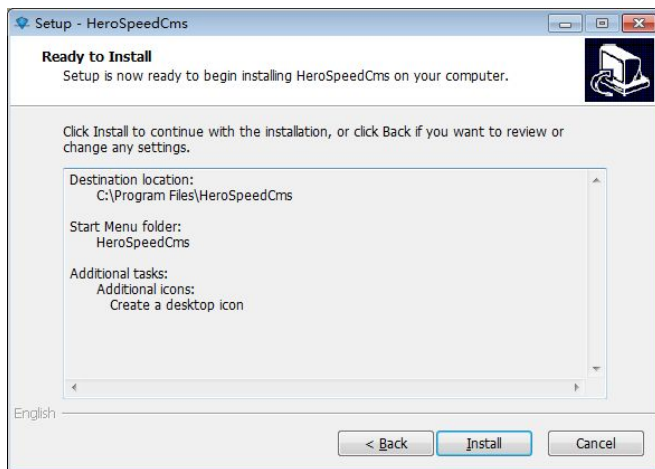 Setup - HeroSpeedCms
Ready to Install
Setup is now ready to begin installing HeroSpeedCms on your computer.
Click Install to continue with the installation, or click Back if you want to review or
change any settings.
Destination location:
C:\Program Files\HeroSpeedCms
Start Menu folder:
HeroSpeedCms
Additional tasks:
Additional icons:
Create a desktop icon
English
< Back
Install
Cancel